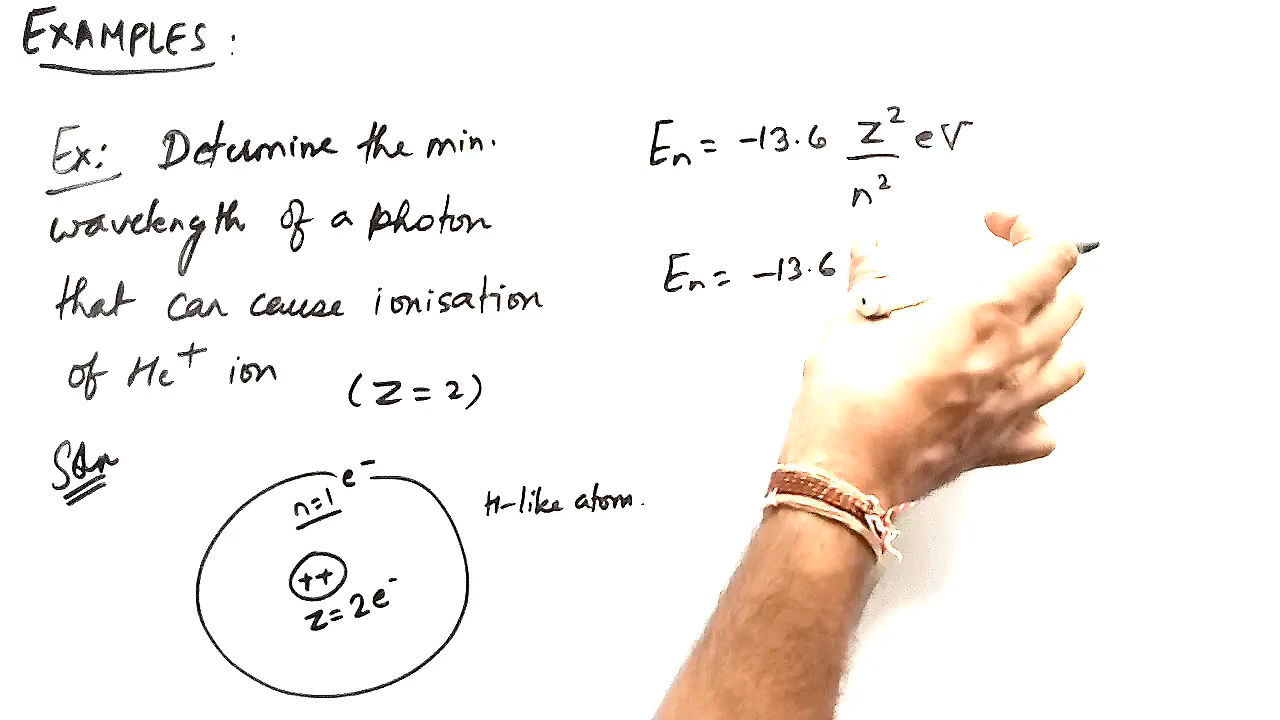 EXAMPLES:
Ex: Determine the min.
wavelength of a photon
that can cause ionisation
of He+ ion
(Z=2)
Soln
e-
n=1
++
Z=2e-
H-like atom.
En = -13.6 Z²/n² eV
En = -13.6